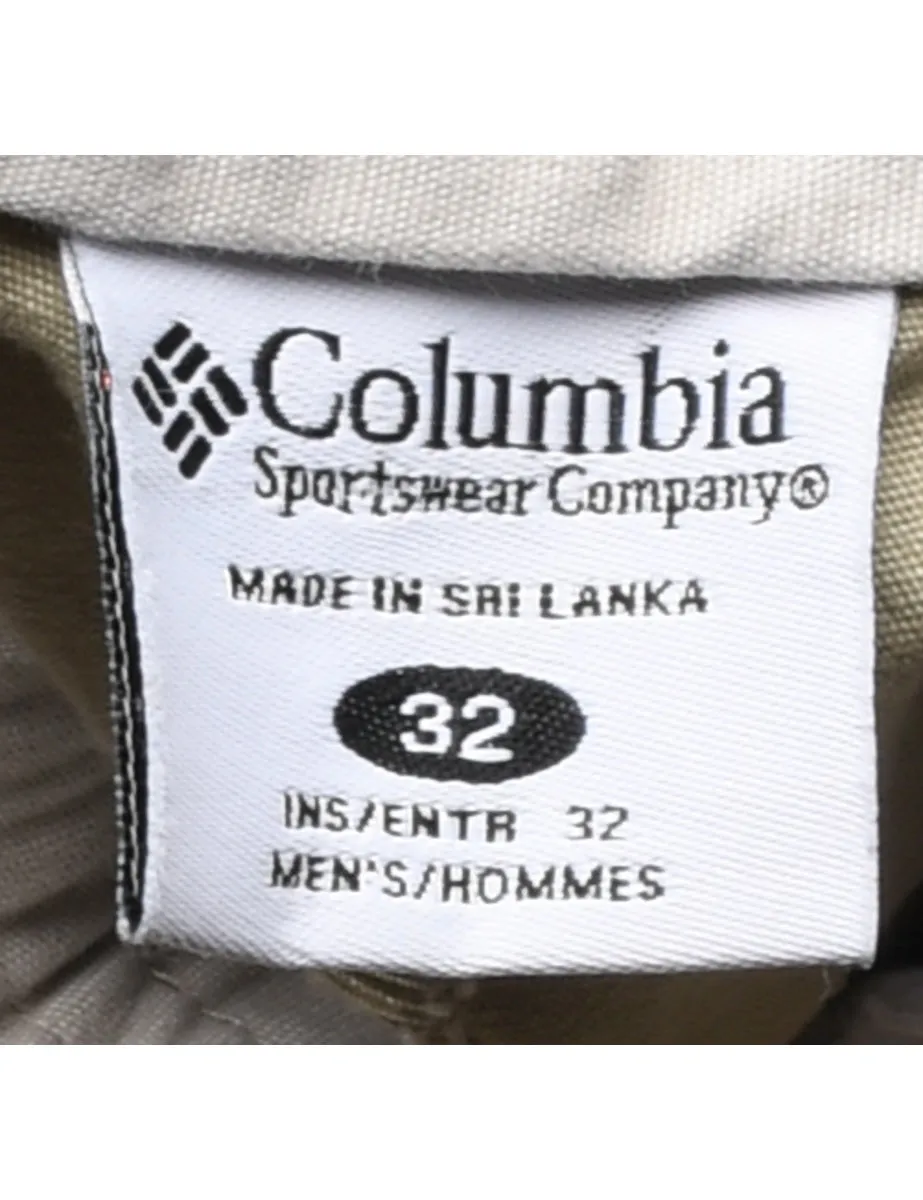 Columbia
Sportswear Company®
MADE IN SRI LANKA
32
INS/ENTR 32
MEN'S/HOMMES